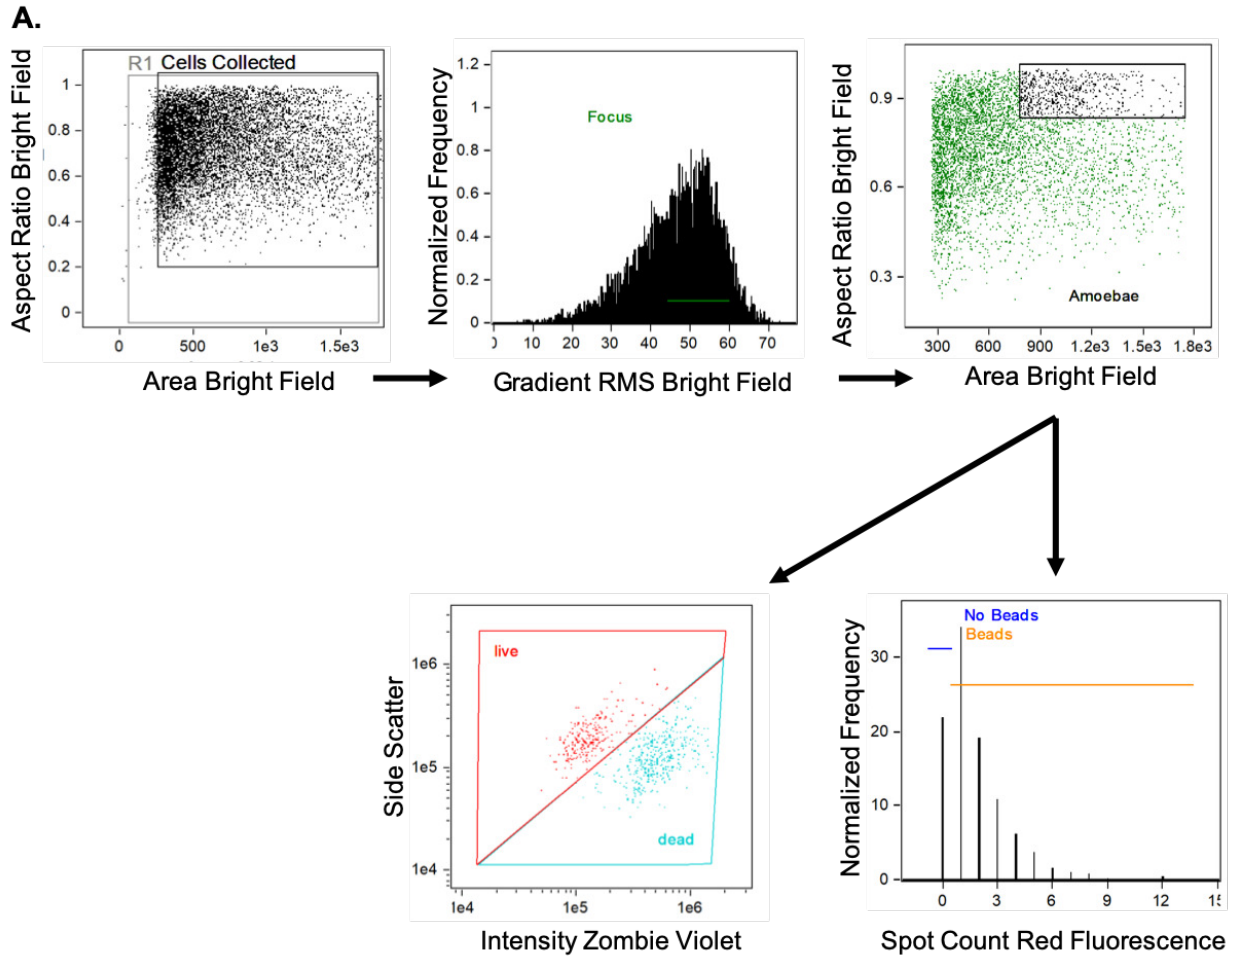 A.
Aspect Ratio Bright Field
R1 Cells Collected
1
0.8
0.6
0.4
0.2
0
0 500 1e3 1.5e3
Area Bright Field
Normalized Frequency
1.2
1
0.8
0.6
0.4
0.2
0
Focus
0 10 20 30 40 50 60 70
Gradient RMS Bright Field
Aspect Ratio Bright Field
0.9
0.6
0.3
Amoebae
300 600 900 1.2e3 1.5e3 1.8e3
Area Bright Field
Side Scatter
live
1e6
1e5
dead
1e4
1e4 1e5 1e6
Intensity Zombie Violet
Normalized Frequency
No Beads
Beads
30
20
10
0
0 3 6 9 12
Spot Count Red Fluorescence